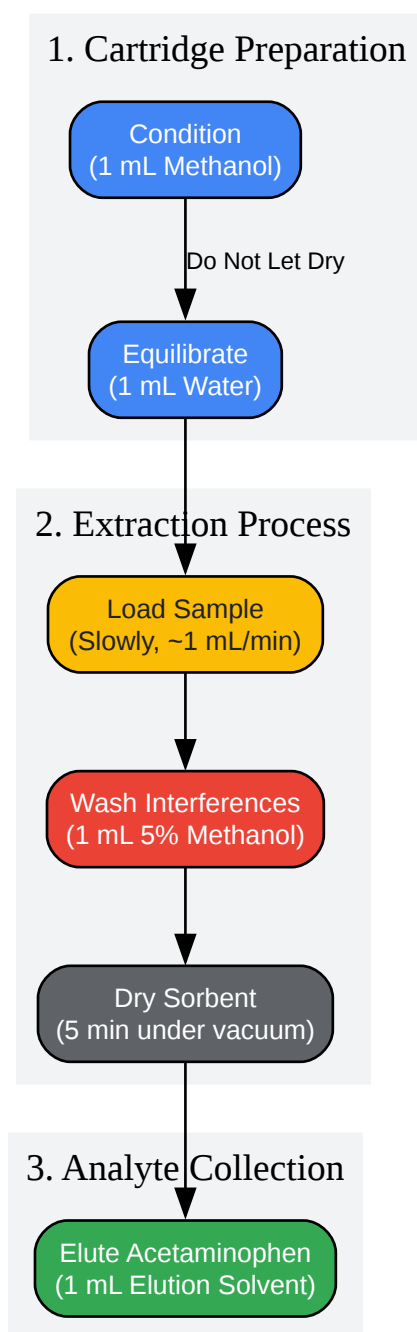 1. Cartridge Preparation
Condition
(1 mL Methanol)
Do Not Let Dry
Equilibrate
(1 mL Water)
2. Extraction Process
Load Sample
(Slowly, ~1 mL/min)
Wash Interferences
(1 mL 5% Methanol)
Dry Sorbent
(5 min under vacuum)
3. Analyte Collection
Elute Acetaminophen
(1 mL Elution Solvent)